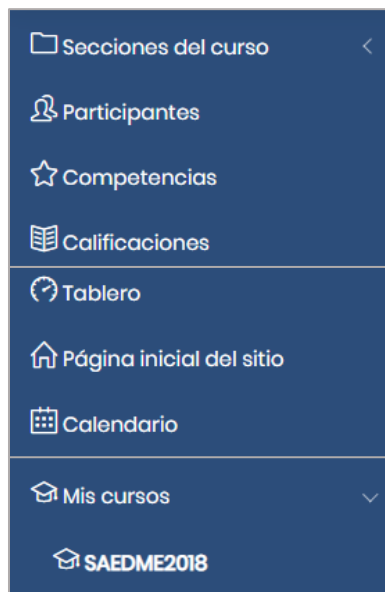 Secciones del curso
Participantes
Competencias
Calificaciones
Tablero
Página inicial del sitio
Calendario
Mis cursos
SAEDME2018